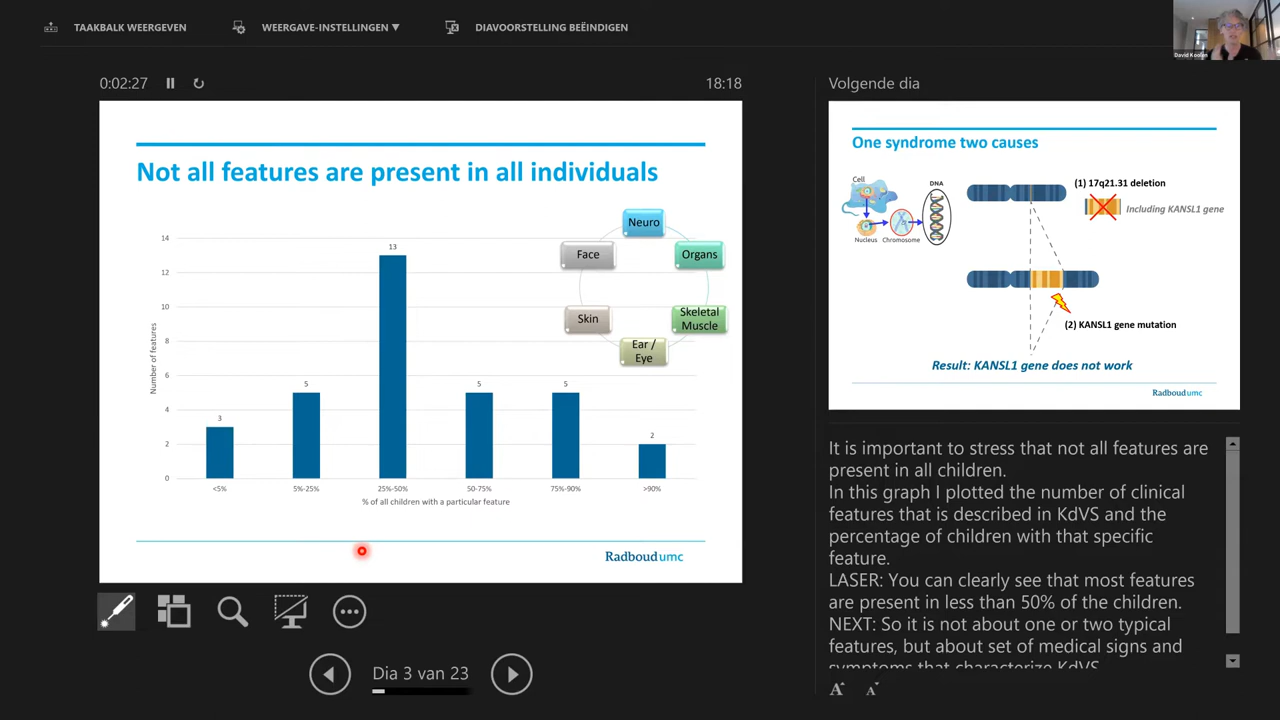 TAAKBALK WEERGEVEN
WEERGAVE-INSTELLINGEN ▼
DIAVOORSTELLING BEËINDIGEN
David Koolen
0:02:27
18:18
Not all features are present in all individuals
Neuro
Face
Organs
Skin
Skeletal
Muscle
Ear /
Eye
Number of features
14
12
10
8
6
4
2
0
3
5
13
5
5
2
<5%
5%-25%
25%-50%
50-75%
75%-90%
>90%
% of all children with a particular feature
Radboudumc
Dia 3 van 23
Volgende dia
One syndrome two causes
Cell
DNA
Nucleus
Chromosome
(1) 17q21.31 deletion
Including KANSL1 gene
(2) KANSL1 gene mutation
Result: KANSL1 gene does not work
Radboudumc
It is important to stress that not all features are
present in all children.
In this graph I plotted the number of clinical
features that is described in KdVS and the
percentage of children with that specific
feature.
LASER: You can clearly see that most features
are present in less than 50% of the children.
NEXT: So it is not about one or two typical
features, but about set of medical signs and
symptoms that characterize KdVS
A
A